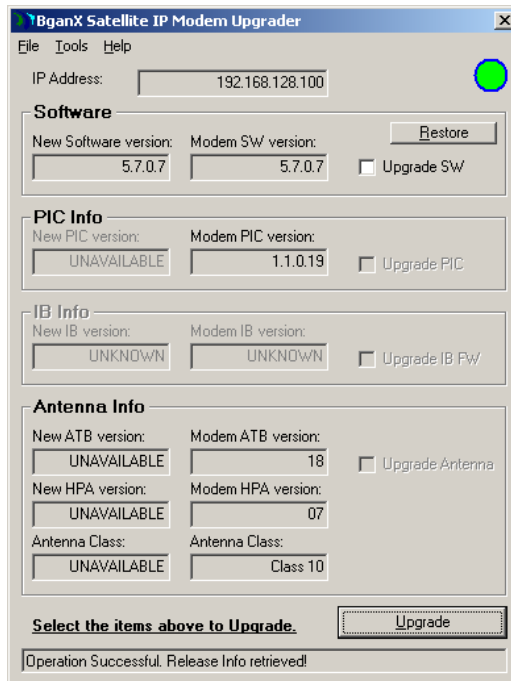 BganX Satellite IP Modem Upgrader
File Tools Help
IP Address: 192.168.128.100
Software
Restore
New Software version: Modem SW version:
5.7.0.7 5.7.0.7 Upgrade SW
PIC Info
New PIC version: Modem PIC version:
UNAVAILABLE 1.1.0.19 Upgrade PIC
IB Info
New IB version: Modem IB version:
UNKNOWN UNKNOWN Upgrade IB FW
Antenna Info
New ATB version: Modem ATB version:
UNAVAILABLE 18 Upgrade Antenna
New HPA version: Modem HPA version:
UNAVAILABLE 07
Antenna Class: Antenna Class:
UNAVAILABLE Class 10
Select the items above to Upgrade. Upgrade
Operation Successful. Release Info retrieved!